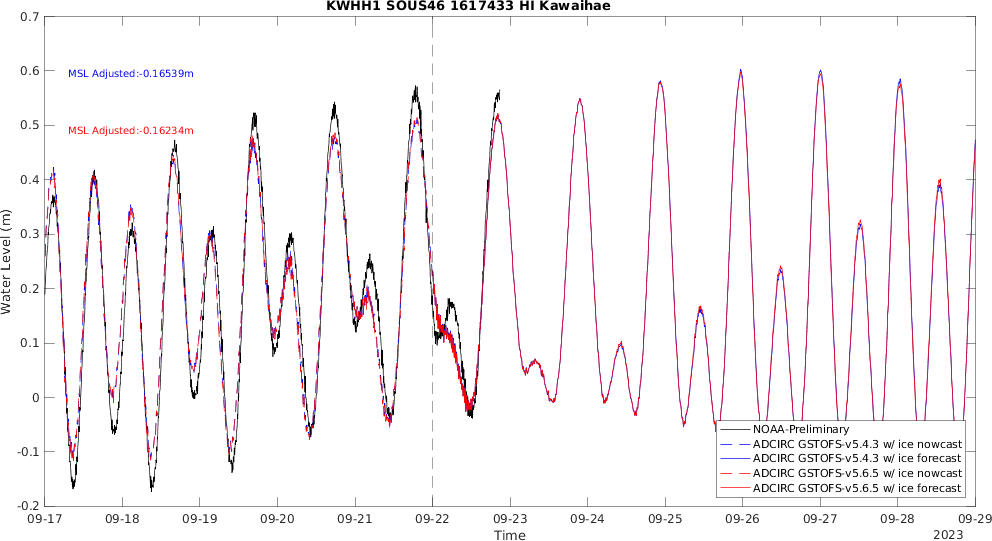 KWHH1 SOUS46 1617433 HI Kawaihae
0.7
0.6
0.5
0.4
0.3
0.2
0.1
0
-0.1
-0.2
Water Level (m)
MSL Adjusted:-0.16539m
MSL Adjusted:-0.16234m
NOAA-Preliminary
ADCIRC GSTOFS-v5.4.3 w/ ice nowcast
ADCIRC GSTOFS-v5.4.3 w/ ice forecast
ADCIRC GSTOFS-v5.6.5 w/ ice nowcast
ADCIRC GSTOFS-v5.6.5 w/ ice forecast
09-17 09-18 09-19 09-20 09-21 09-22 09-23 09-24 09-25 09-26 09-27 09-28 09-29
Time
2023